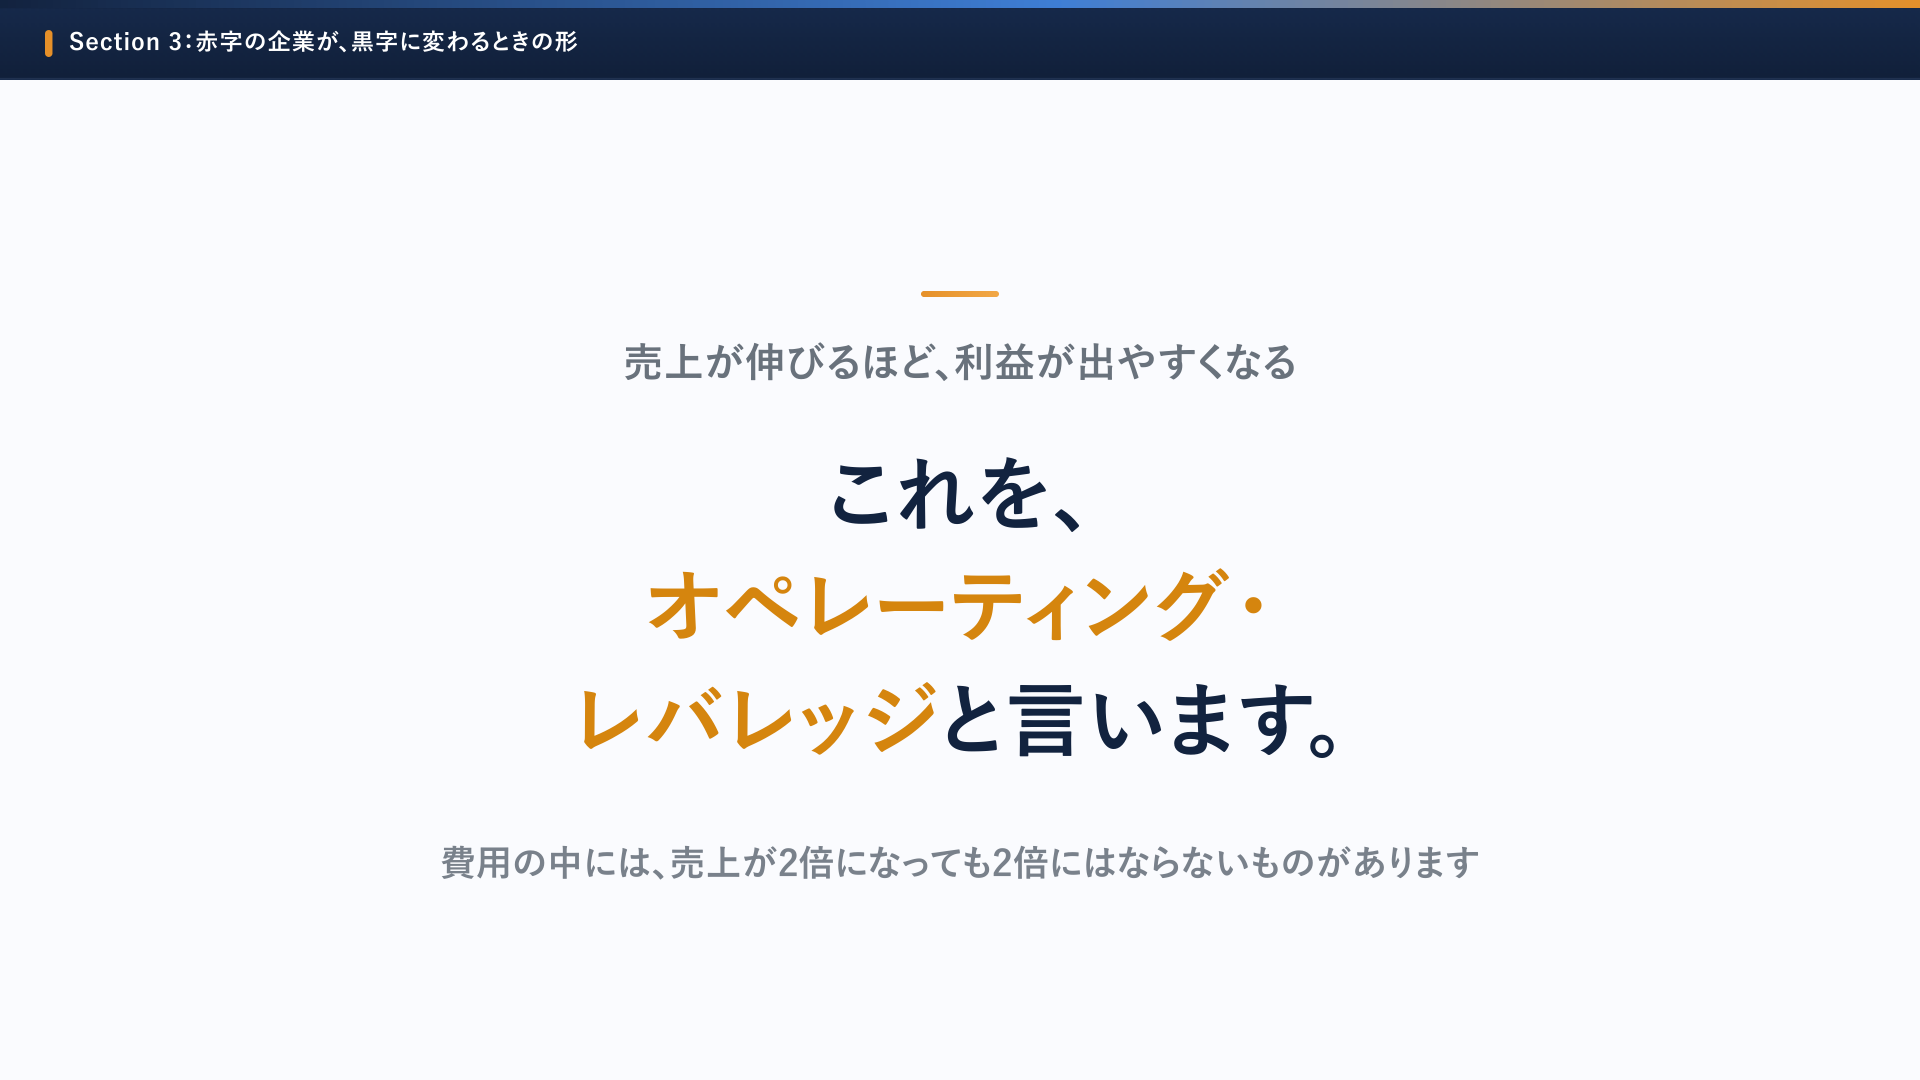 Section 3：赤字の企業が、黒字に変わるときの形
売上が伸びるほど、利益が出やすくなる
これを、
オペレーティング・
レバレッジと言います。
費用の中には、売上が2倍になっても2倍にはならないものがあります